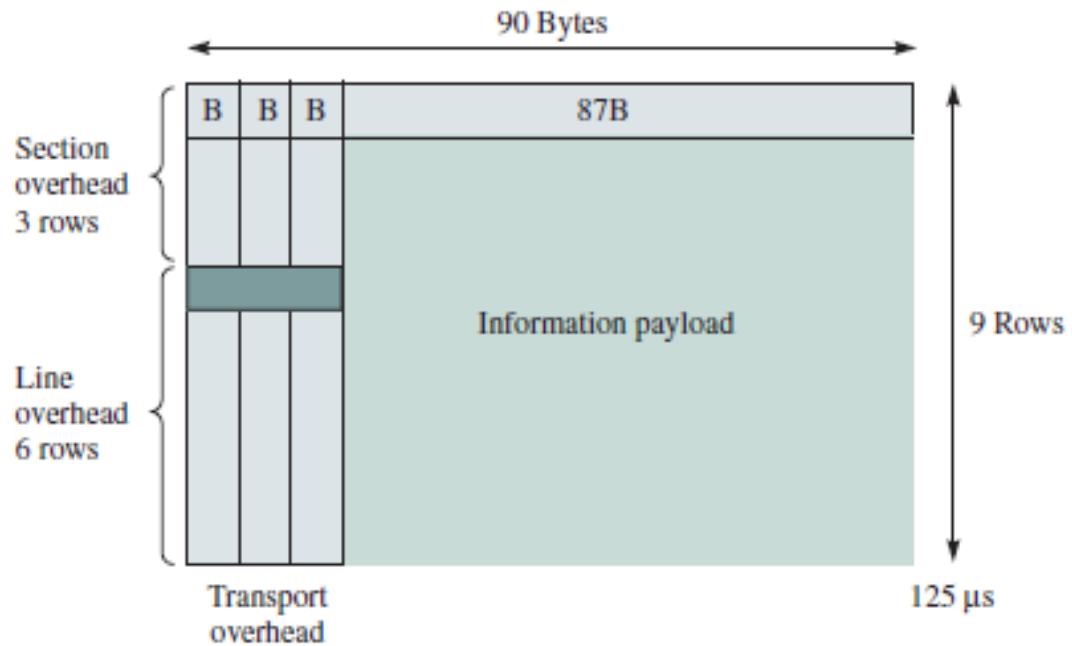 90 Bytes
B B B 87B
Section
overhead
3 rows
Information payload
9 Rows
Line
overhead
6 rows
Transport
overhead
125 μs